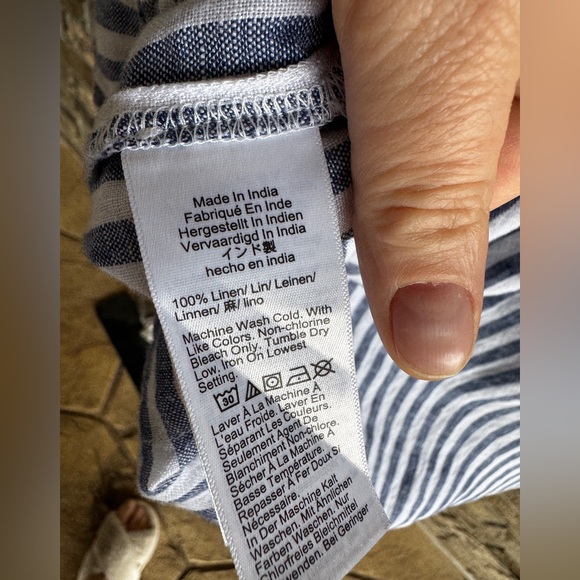 Made In India
Fabriqué En Inde
Hergestellt In Indien
Vervaardigd In India
インド製
hecho en india
100% Linen/ Lin/ Leinen/
Linnen/ 麻/ lino
Machine Wash Cold. With
Like Colors. Non-chlorine
Bleach Only. Tumble Dry
Low. Iron On Lowest
Setting.
30
Laver À La Machine À
L'eau Froide. Laver En
Séparant Les Couleurs.
Seulement Agent De
Blanchiment Non-chlore.
Sécher À La Machine À
Basse Température.
Repasser À Fer Doux Si
Nécessaire.
In Der Maschine Kalt
Waschen, Mit Ähnlichen
Farben Waschen. Nur
Chlorfreies Bleichmittel
Verwenden. Bei Geringer